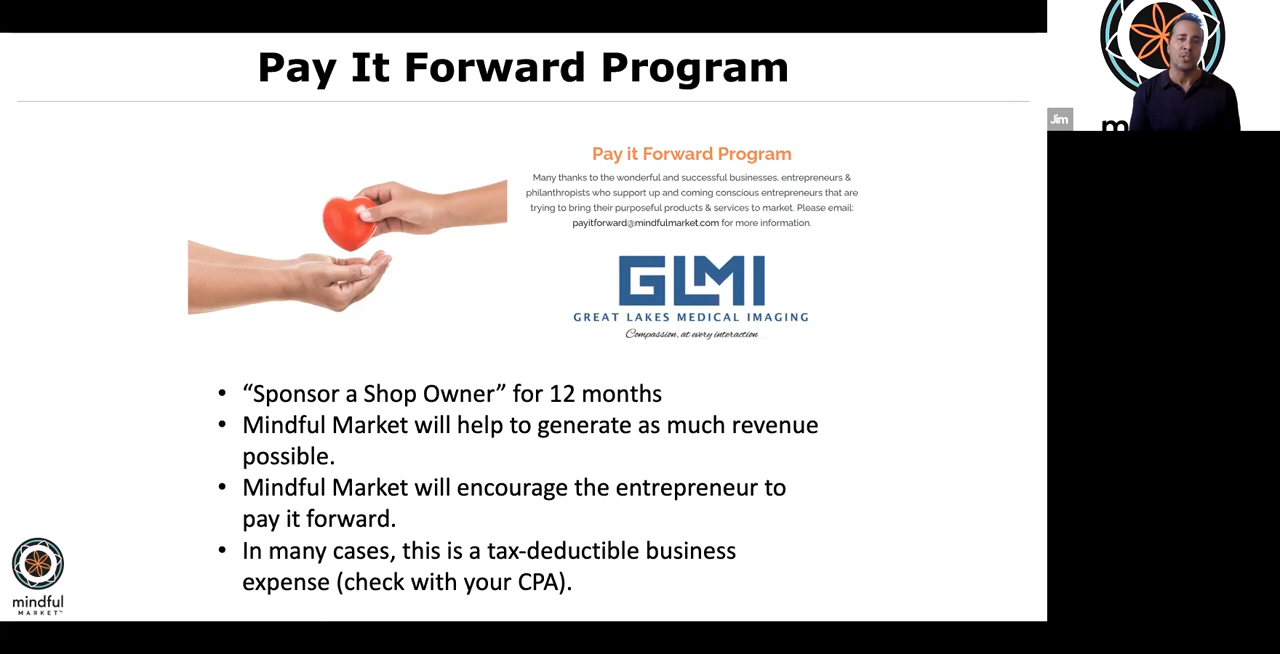 Pay It Forward Program
Jim
m
Pay it Forward Program
Many thanks to the wonderful and successful businesses, entrepreneurs &
philanthropists who support up and coming conscious entrepreneurs that are
trying to bring their purposeful products & services to market. Please email:
payitforward@mindfulmarket.com for more information.
GLMI
GREAT LAKES MEDICAL IMAGING
Compassion, at every interaction
• “Sponsor a Shop Owner” for 12 months
• Mindful Market will help to generate as much revenue
possible.
• Mindful Market will encourage the entrepreneur to
pay it forward.
• In many cases, this is a tax-deductible business
expense (check with your CPA).
mindful
MARKET™